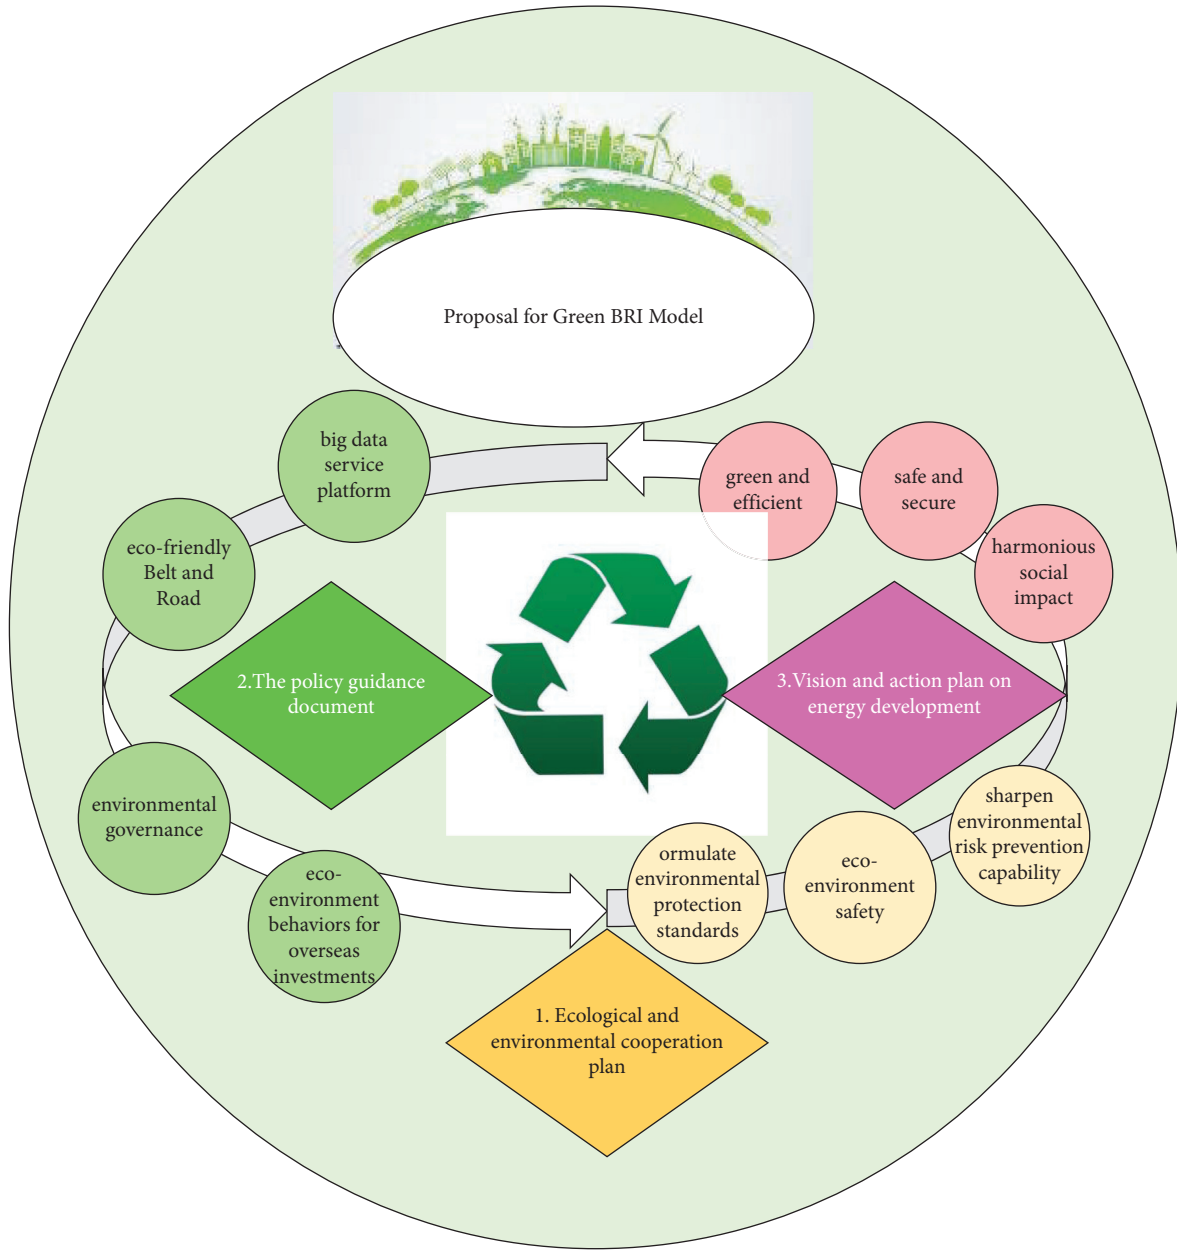 Proposal for Green BRI Model
big data
service
platform
green and
efficient
safe and
secure
eco-friendly
Belt and
Road
harmonious
social
impact
2.The policy guidance
document
3.Vision and action plan on
energy development
environmental
governance
sharpen
environmental
risk prevention
capability
eco-
environment
behaviors for
overseas
investments
ormulate
environmental
protection
standards
eco-
environment
safety
1. Ecological and
environmental cooperation
plan